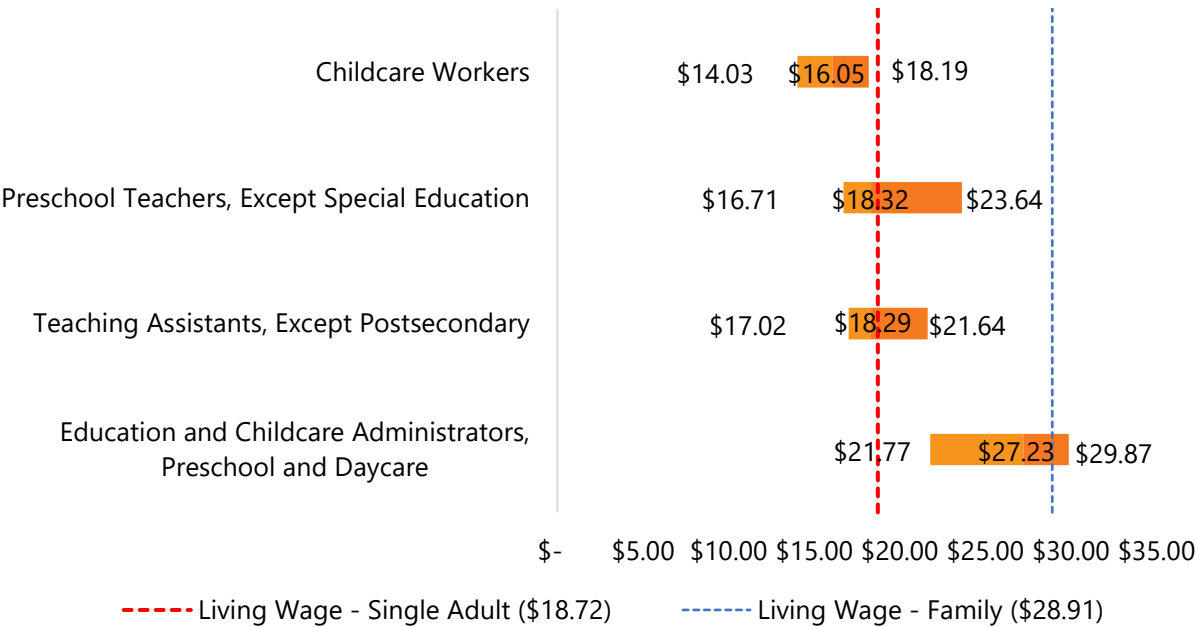 Childcare Workers
$14.03 $16.05 $18.19
Preschool Teachers, Except Special Education
$16.71 $18.32 $23.64
Teaching Assistants, Except Postsecondary
$17.02 $18.29 $21.64
Education and Childcare Administrators,
Preschool and Daycare
$21.77 $27.23 $29.87
$- $5.00 $10.00 $15.00 $20.00 $25.00 $30.00 $35.00
Living Wage - Single Adult ($18.72) Living Wage - Family ($28.91)